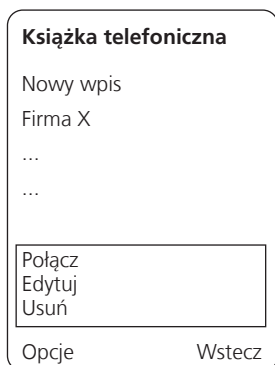 Książka telefoniczna
Nowy wpis
Firma X
...
...
Połącz
Edytuj
Usuń
Opcje Wstecz